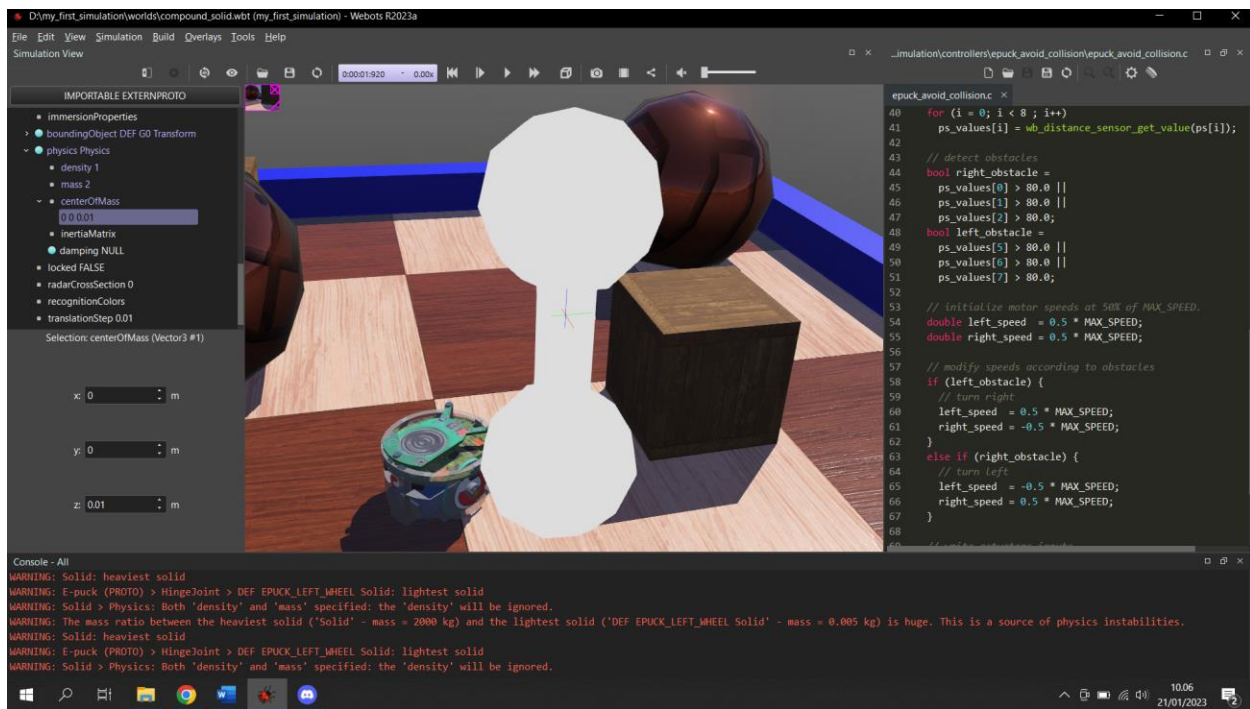 D:\my_first_simulation\worlds\compound_solid.wbt (my_first_simulation) - Webots R2023a
File Edit View Simulation Build Overlays Tools Help
Simulation View
0:00:01:920 - 0.00x
IMPORTABLE EXTERNPROTO
immersionProperties
boundingObject DEF G0 Transform
physics Physics
density 1
mass 2
centerOfMass
0 0 0.01
inertiaMatrix
damping NULL
locked FALSE
radarCrossSection 0
recognitionColors
translationStep 0.01
Selection: centerOfMass (Vector3 #1)
x: 0 m
y: 0 m
z: 0.01 m
...imulation\controllers\epuck_avoid_collision\epuck_avoid_collision.c
epuck_avoid_collision.c ×
40 for (i = 0; i < 8 ; i++)
41 ps_values[i] = wb_distance_sensor_get_value(ps[i]);
42
43 // detect obstacles
44 bool right_obstacle =
45 ps_values[0] > 80.0 ||
46 ps_values[1] > 80.0 ||
47 ps_values[2] > 80.0;
48 bool left_obstacle =
49 ps_values[5] > 80.0 ||
50 ps_values[6] > 80.0 ||
51 ps_values[7] > 80.0;
52
53 // initialize motor speeds at 50% of MAX_SPEED.
54 double left_speed = 0.5 * MAX_SPEED;
55 double right_speed = 0.5 * MAX_SPEED;
56
57 // modify speeds according to obstacles
58 if (left_obstacle) {
59 // turn right
60 left_speed = 0.5 * MAX_SPEED;
61 right_speed = -0.5 * MAX_SPEED;
62 }
63 else if (right_obstacle) {
64 // turn left
65 left_speed = -0.5 * MAX_SPEED;
66 right_speed = 0.5 * MAX_SPEED;
67 }
68
69 // write actuators inputs
Console - All
WARNING: Solid: heaviest solid
WARNING: E-puck (PROTO) > HingeJoint > DEF EPUCK_LEFT_WHEEL Solid: lightest solid
WARNING: Solid > Physics: Both 'density' and 'mass' specified: the 'density' will be ignored.
WARNING: The mass ratio between the heaviest solid ('Solid' - mass = 2000 kg) and the lightest solid ('DEF EPUCK_LEFT_WHEEL Solid' - mass = 0.005 kg) is huge. This is a source of physics instabilities.
WARNING: Solid: heaviest solid
WARNING: E-puck (PROTO) > HingeJoint > DEF EPUCK_LEFT_WHEEL Solid: lightest solid
WARNING: Solid > Physics: Both 'density' and 'mass' specified: the 'density' will be ignored.
10.06
21/01/2023
2